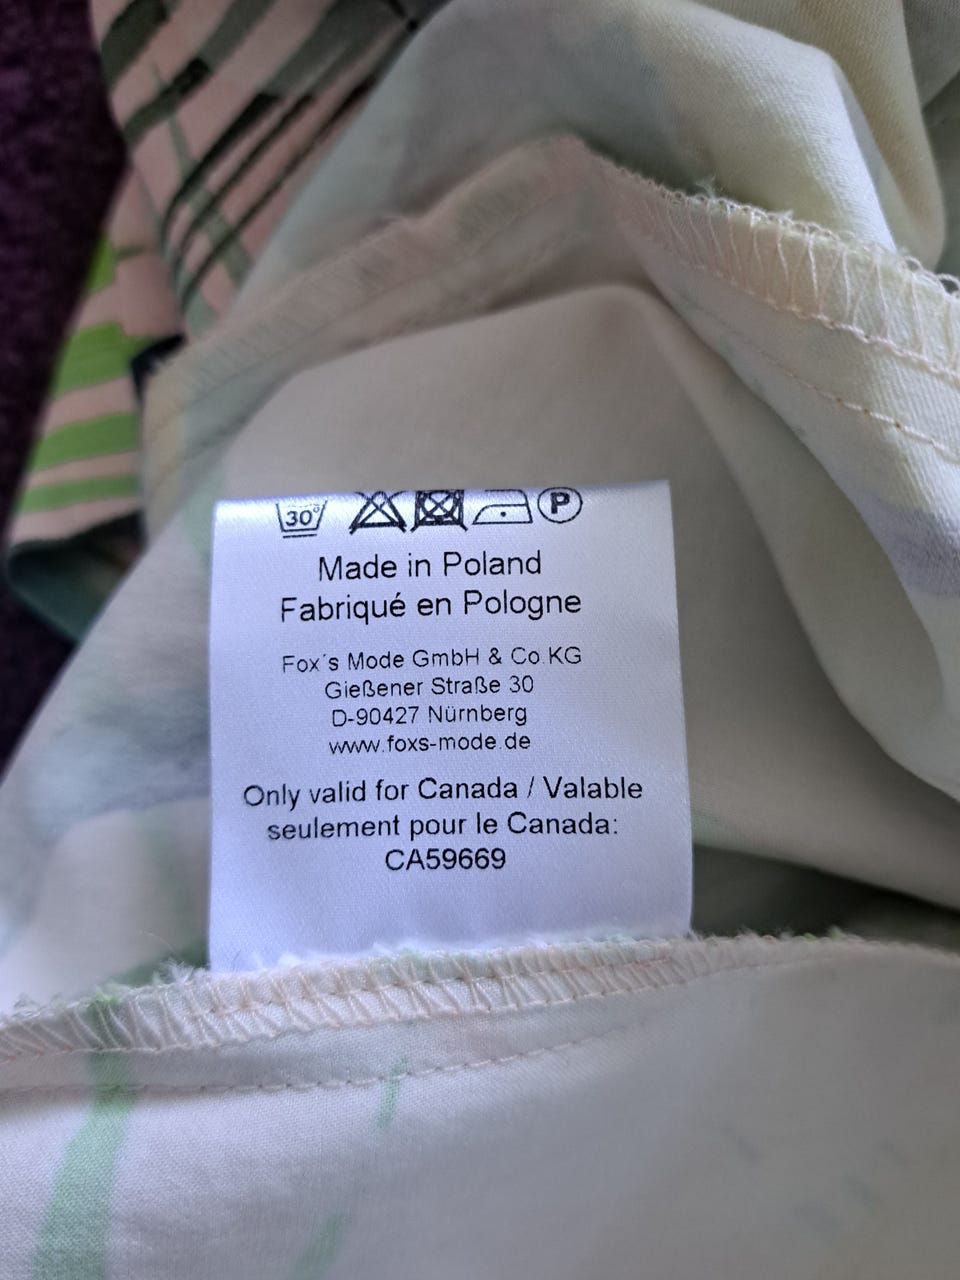 30°
P
Made in Poland
Fabriqué en Pologne
Fox´s Mode GmbH & Co.KG
Gießener Straße 30
D-90427 Nürnberg
www.foxs-mode.de
Only valid for Canada / Valable
seulement pour le Canada:
CA59669